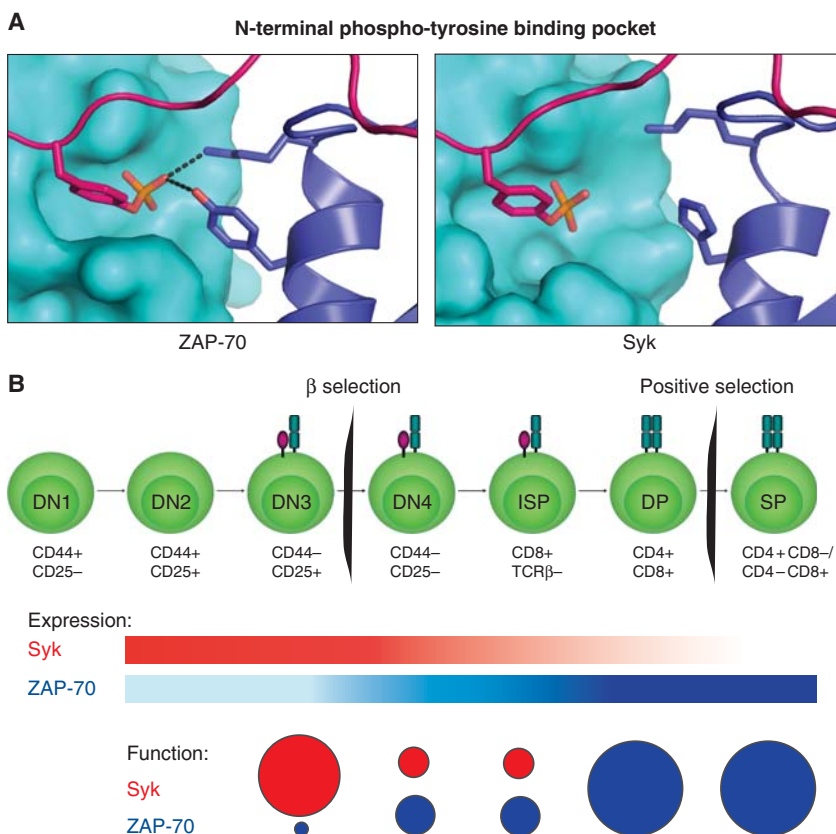 A
N-terminal phospho-tyrosine binding pocket
ZAP-70
Syk
B
β selection
Positive selection
DN1
DN2
DN3
DN4
ISP
DP
SP
CD44+
CD25–
CD44+
CD25+
CD44–
CD25+
CD44–
CD25–
CD8+
TCRβ–
CD4+
CD8+
CD4+CD8–/
CD4–CD8+
Expression:
Syk
ZAP-70
Function:
Syk
ZAP-70